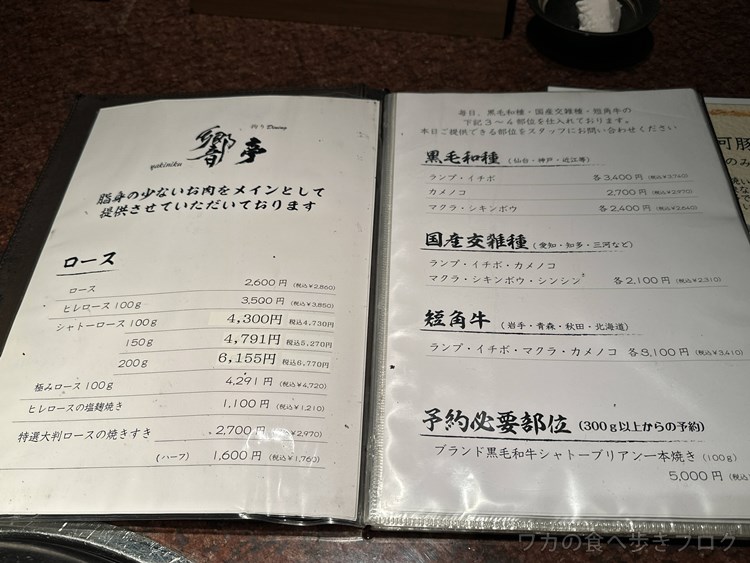 yakiniku
響亭
Dining
脂身の少ないお肉をメインとして
提供させていただいております
ロース
ロース 2,600円 (税込¥2,860)
ヒレロース100g 3,500円 (税込¥3,850)
シャトーロース100g 4,300円 税込4,730円
150g 4,791円 税込5,270円
200g 6,155円 税込6,770円
極みロース100g 4,291円 (税込¥4,720)
ヒレロースの塩麹焼き 1,100円 (税込¥1,210)
特選大判ロースの焼きすき 2,700円 (税込¥2,970)
(ハーフ) 1,600円 (税込¥1,760)
毎日、黒毛和種・国産交雑種・短角牛の
下記3~4部位を仕入れております。
本日ご提供できる部位をスタッフにお問い合わせください
黒毛和種 (仙台・神戸・近江等)
ランプ・イチボ 各3,400円 (税込¥3,740)
カメノコ 2,700円 (税込¥2,970)
マクラ・シキンボウ 各2,400円 (税込¥2,640)
国産交雑種 (愛知・知多・三河など)
ランプ・イチボ・カメノコ
マクラ・シキンボウ・シンシン 各2,100円 (税込¥2,310)
短角牛 (岩手・青森・秋田・北海道)
ランプ・イチボ・マクラ・カメノコ 各3,100円 (税込¥3,410)
予約必要部位 (300g以上からの予約)
ブランド黒毛和牛シャトーブリアン一本焼き (100g)
5,000円 (税込
河豚
のみ
ワカの食べ歩きブログ